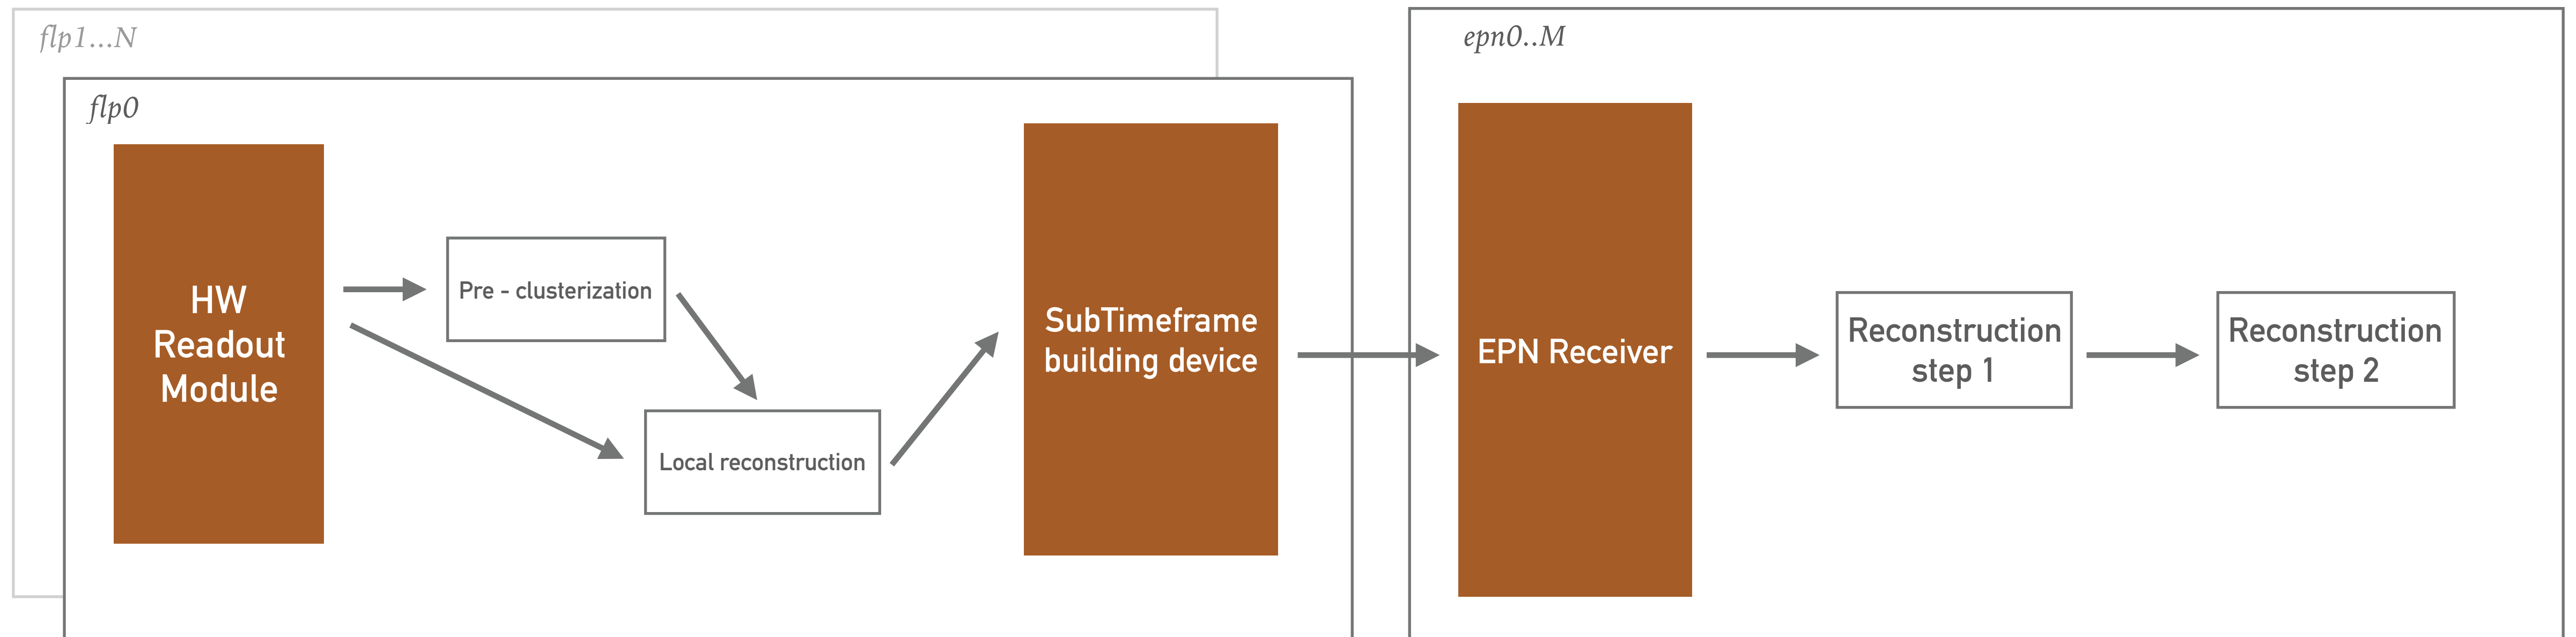 flp1...N
flp0
HW
Readout
Module
Pre - clusterization
Local reconstruction
SubTimeframe
building device
epn0..M
EPN Receiver
Reconstruction
step 1
Reconstruction
step 2